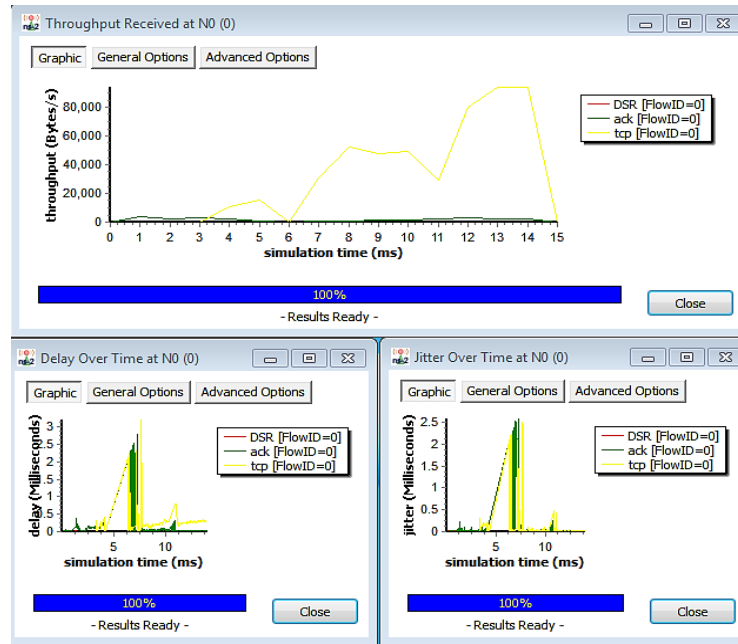 Throughput Received at N0 (0)
Graphic General Options Advanced Options
throughput (Bytes/s)
80,000
60,000
40,000
20,000
0
0 1 2 3 4 5 6 7 8 9 10 11 12 13 14 15
simulation time (ms)
DSR [FlowID=0]
ack [FlowID=0]
tcp [FlowID=0]
100%
- Results Ready -
Close
Delay Over Time at N0 (0)
Graphic General Options Advanced Options
delay (Milliseconds)
3
2.5
2
1.5
1
0.5
0
5 10
simulation time (ms)
DSR [FlowID=0]
ack [FlowID=0]
tcp [FlowID=0]
100%
- Results Ready -
Close
Jitter Over Time at N0 (0)
Graphic General Options Advanced Options
jitter (Milliseconds)
2.5
2
1.5
1
0.5
0
5 10
simulation time (ms)
DSR [FlowID=0]
ack [FlowID=0]
tcp [FlowID=0]
100%
- Results Ready -
Close